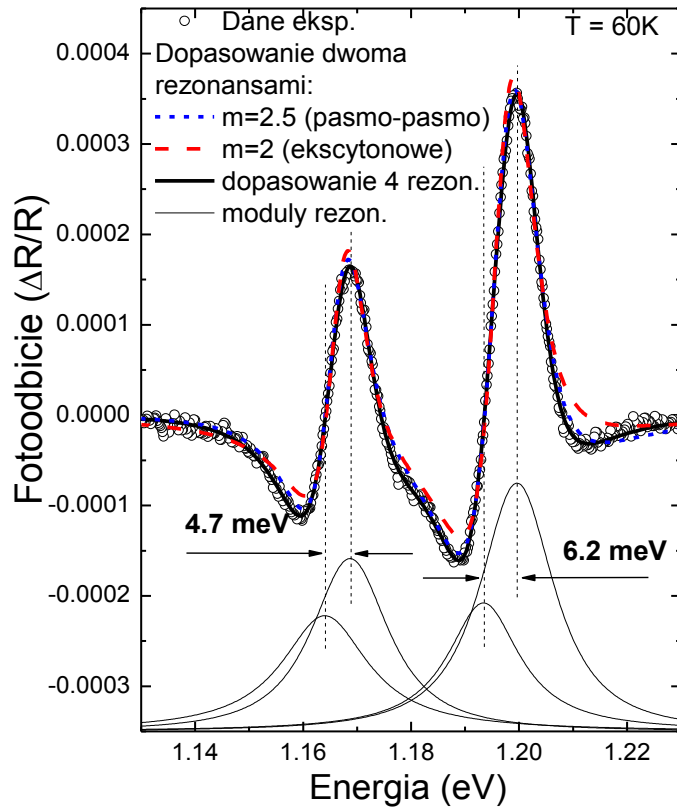 Dane eksp.
T = 60K
Dopasowanie dwoma
rezonansami:
m=2.5 (pasmo-pasmo)
m=2 (ekscytonowe)
dopasowanie 4 rezon.
moduly rezon.
0.0004
0.0003
0.0002
0.0001
0.0000
-0.0001
-0.0002
-0.0003
Fotoodbicie (ΔR/R)
4.7 meV
6.2 meV
1.14 1.16 1.18 1.20 1.22
Energia (eV)